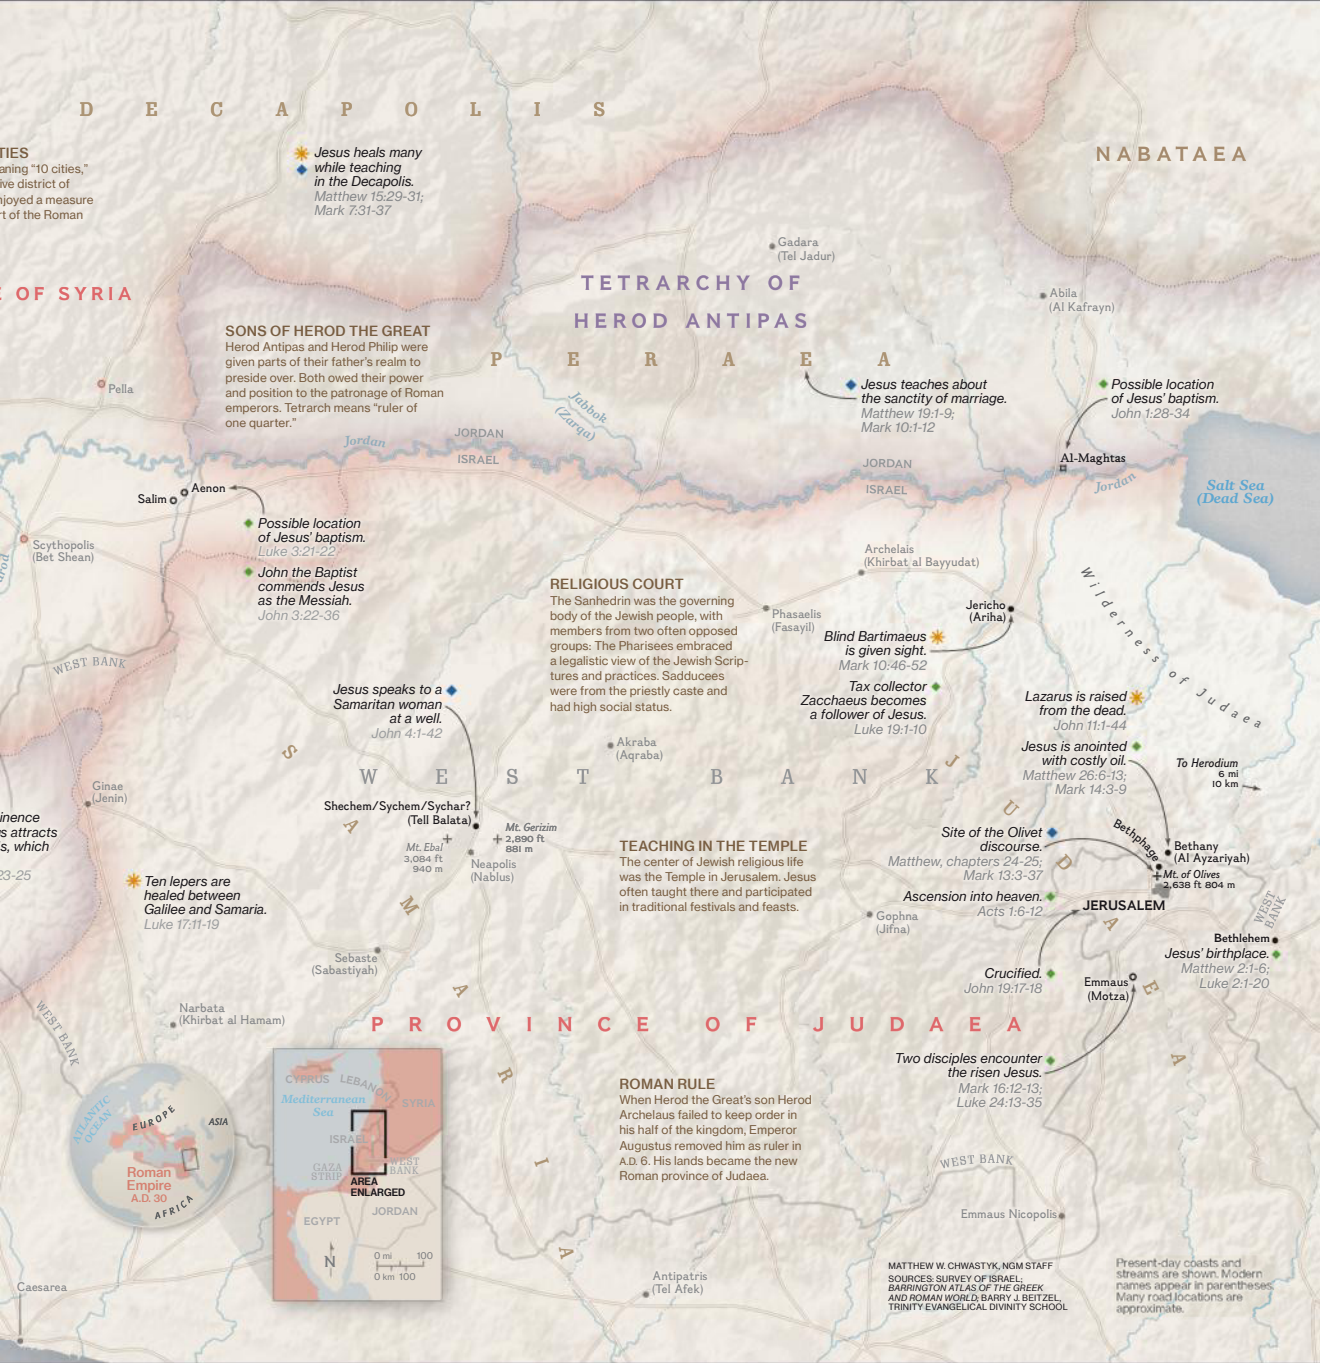 DECAPOLIS
NABATAEA
TIES
aning “10 cities,”
ive district of
njoyed a measure
rt of the Roman
Jesus heals many
while teaching
in the Decapolis.
Matthew 15:29-31;
Mark 7:31-37
Gadara
(Tel Jadur)
E OF SYRIA
TETRARCHY OF
HEROD ANTIPAS
PERAEA
Abila
(Al Kafrayn)
SONS OF HEROD THE GREAT
Herod Antipas and Herod Philip were
given parts of their father’s realm to
preside over. Both owed their power
and position to the patronage of Roman
emperors. Tetrarch means “ruler of
one quarter.”
Pella
Jabbok
(Zarqa)
Jesus teaches about
the sanctity of marriage.
Matthew 19:1-9;
Mark 10:1-12
Possible location
of Jesus’ baptism.
John 1:28-34
Jordan
JORDAN
ISRAEL
JORDAN
ISRAEL
Al-Maghtas
Jordan
Salt Sea
(Dead Sea)
Salim
Aenon
Possible location
of Jesus’ baptism.
Luke 3:21-22
John the Baptist
commends Jesus
as the Messiah.
John 3:22-36
Scythopolis
(Bet Shean)
arod
Archelais
(Khirbat al Bayyudat)
RELIGIOUS COURT
The Sanhedrin was the governing
body of the Jewish people, with
members from two often opposed
groups: The Pharisees embraced
a legalistic view of the Jewish Scrip-
tures and practices. Sadducees
were from the priestly caste and
had high social status.
Phasaelis
(Fasayil)
Jericho
(Ariha)
Wilderness of Judaea
Blind Bartimaeus
is given sight.
Mark 10:46-52
Tax collector
Zacchaeus becomes
a follower of Jesus.
Luke 19:1-10
WEST BANK
Jesus speaks to a
Samaritan woman
at a well.
John 4:1-42
Lazarus is raised
from the dead.
John 11:1-44
Jesus is anointed
with costly oil.
Matthew 26:6-13;
Mark 14:3-9
To Herodium
6 mi
10 km
Akraba
(Aqraba)
SAMARIA
WEST BANK
JUDAEA
Ginae
(Jenin)
Shechem/Sychem/Sychar?
(Tell Balata)
Mt. Gerizim
2,890 ft
881 m
Mt. Ebal
3,084 ft
940 m
Neapolis
(Nablus)
inence
s attracts
s, which
23-25
TEACHING IN THE TEMPLE
The center of Jewish religious life
was the Temple in Jerusalem. Jesus
often taught there and participated
in traditional festivals and feasts.
Site of the Olivet
discourse.
Matthew, chapters 24-25;
Mark 13:3-37
Bethphage
Bethany
(Al Ayzariyah)
Mt. of Olives
2,638 ft 804 m
Ten lepers are
healed between
Galilee and Samaria.
Luke 17:11-19
Ascension into heaven.
Acts 1:6-12
JERUSALEM
WEST
BANK
Gophna
(Jifna)
Bethlehem
Jesus’ birthplace.
Matthew 2:1-6;
Luke 2:1-20
Sebaste
(Sabastiyah)
Crucified.
John 19:17-18
Emmaus
(Motza)
Narbata
(Khirbat al Hamam)
WEST BANK
PROVINCE OF JUDAEA
Two disciples encounter
the risen Jesus.
Mark 16:12-13;
Luke 24:13-35
ROMAN RULE
When Herod the Great’s son Herod
Archelaus failed to keep order in
his half of the kingdom, Emperor
Augustus removed him as ruler in
A.D. 6. His lands became the new
Roman province of Judaea.
ATLANTIC
OCEAN
EUROPE
ASIA
Roman
Empire
A.D. 30
AFRICA
CYPRUS
LEBANON
Mediterranean
Sea
SYRIA
ISRAEL
GAZA
STRIP
WEST
BANK
AREA
ENLARGED
JORDAN
EGYPT
N
0 mi 100
0 km 100
WEST BANK
Emmaus Nicopolis
Caesarea
Antipatris
(Tel Afek)
MATTHEW W. CHWASTYK, NGM STAFF
SOURCES: SURVEY OF ISRAEL;
BARRINGTON ATLAS OF THE GREEK
AND ROMAN WORLD; BARRY J. BEITZEL,
TRINITY EVANGELICAL DIVINITY SCHOOL
Present-day coasts and
streams are shown. Modern
names appear in parentheses.
Many road locations are
approximate.